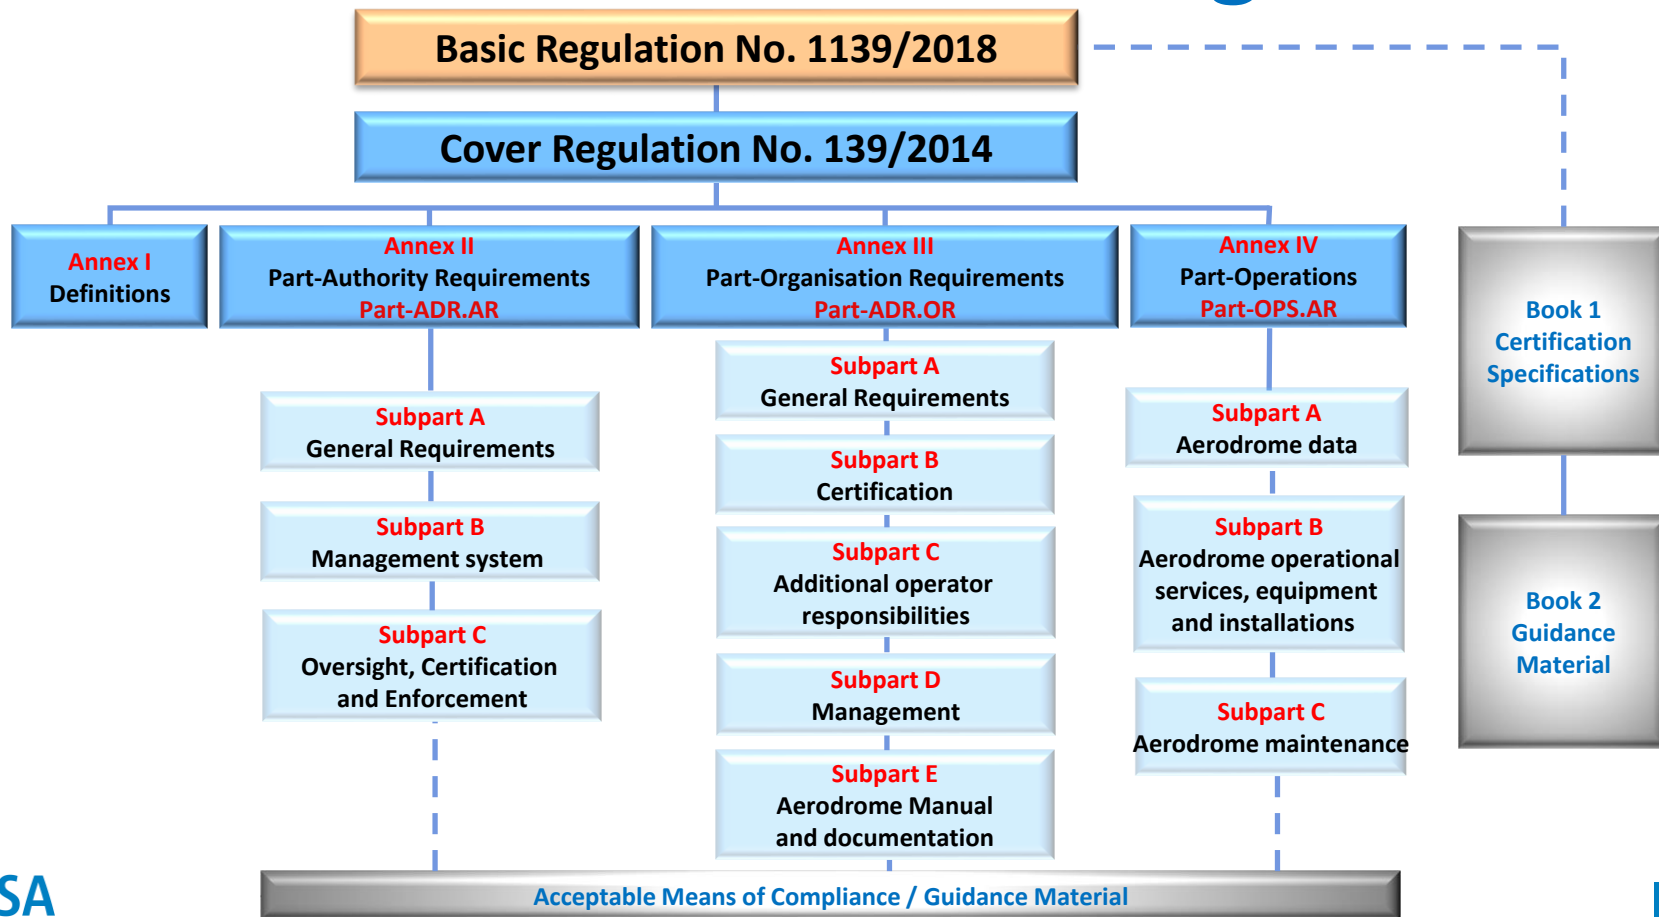 Basic Regulation No. 1139/2018
Cover Regulation No. 139/2014
Annex I
Definitions
Annex II
Part-Authority Requirements
Part-ADR.AR
Annex III
Part-Organisation Requirements
Part-ADR.OR
Annex IV
Part-Operations
Part-OPS.AR
Subpart A
General Requirements
Subpart B
Management system
Subpart C
Oversight, Certification
and Enforcement
Subpart A
General Requirements
Subpart B
Certification
Subpart C
Additional operator
responsibilities
Subpart D
Management
Subpart E
Aerodrome Manual
and documentation
Subpart A
Aerodrome data
Subpart B
Aerodrome operational
services, equipment
and installations
Subpart C
Aerodrome maintenance
Book 1
Certification
Specifications
Book 2
Guidance
Material
Acceptable Means of Compliance / Guidance Material
SA